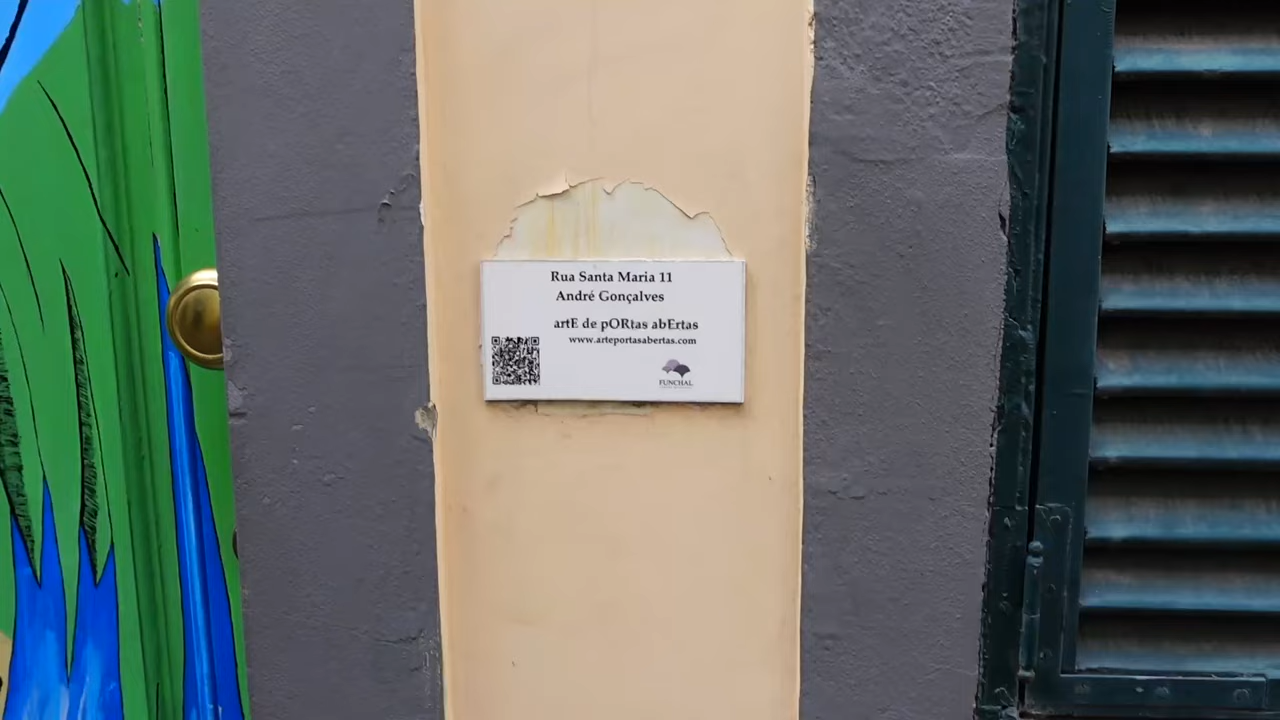 Rua Santa Maria 11
André Gonçalves
artE de pORtas abErtas
www.arteportasabertas.com
FUNCHAL